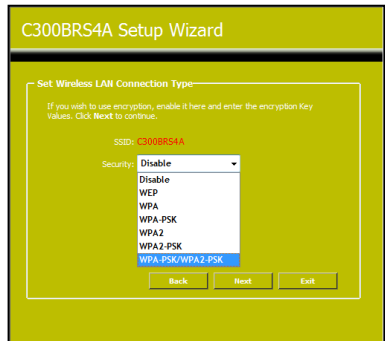 C300BRS4A Setup Wizard
Set Wireless LAN Connection Type
If you wish to use encryption, enable it here and enter the encryption Key
Values. Click Next to continue.
SSID: C300BRS4A
Security: Disable
Disable
WEP
WPA
WPA-PSK
WPA2
WPA2-PSK
WPA-PSK/WPA2-PSK
Back Next Exit